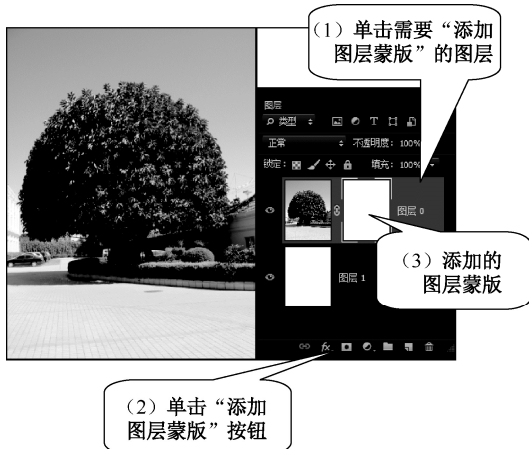 （1）单击需要“添加
图层蒙版”的图层
图层
类型
T
正常 不透明度： 100%
锁定： 填充： 100%
图层 0
（3）添加的
图层蒙版
图层 1
fx
（2）单击“添加
图层蒙版”按钮